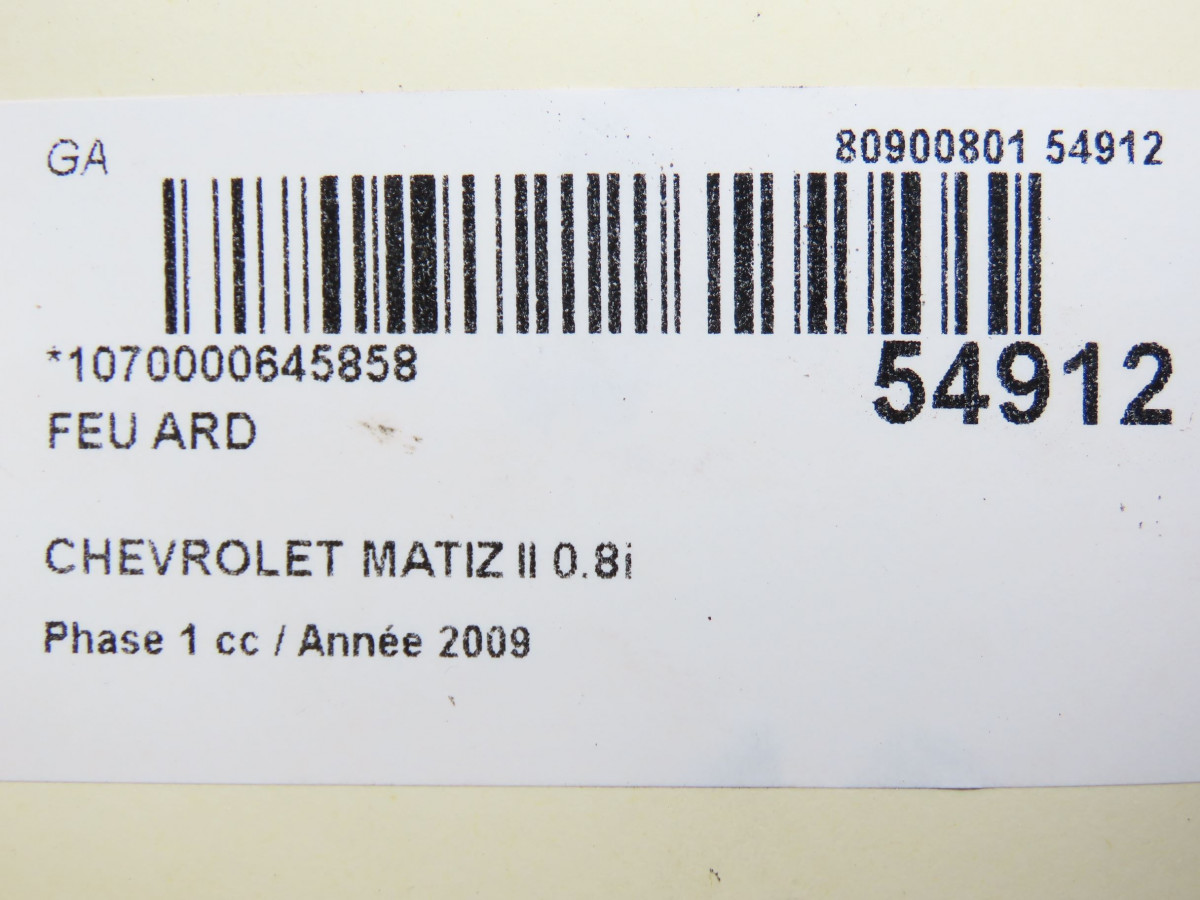 GA
80900801 54912
*1070000645858
54912
FEU ARD
CHEVROLET MATIZ II 0.8i
Phase 1 cc / Année 2009